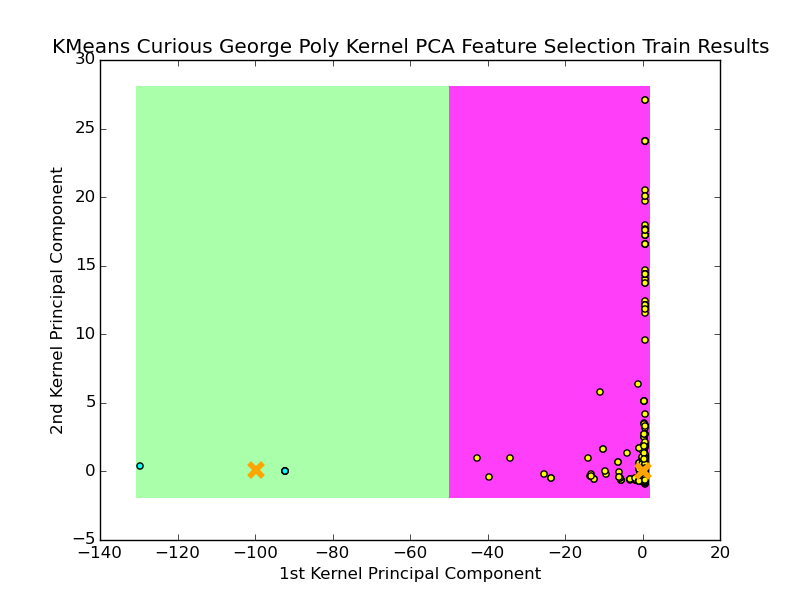 KMeans Curious George Poly Kernel PCA Feature Selection Train Results
30
25
20
15
10
5
0
−5
2nd Kernel Principal Component
−140 −120 −100 −80 −60 −40 −20 0 20
1st Kernel Principal Component